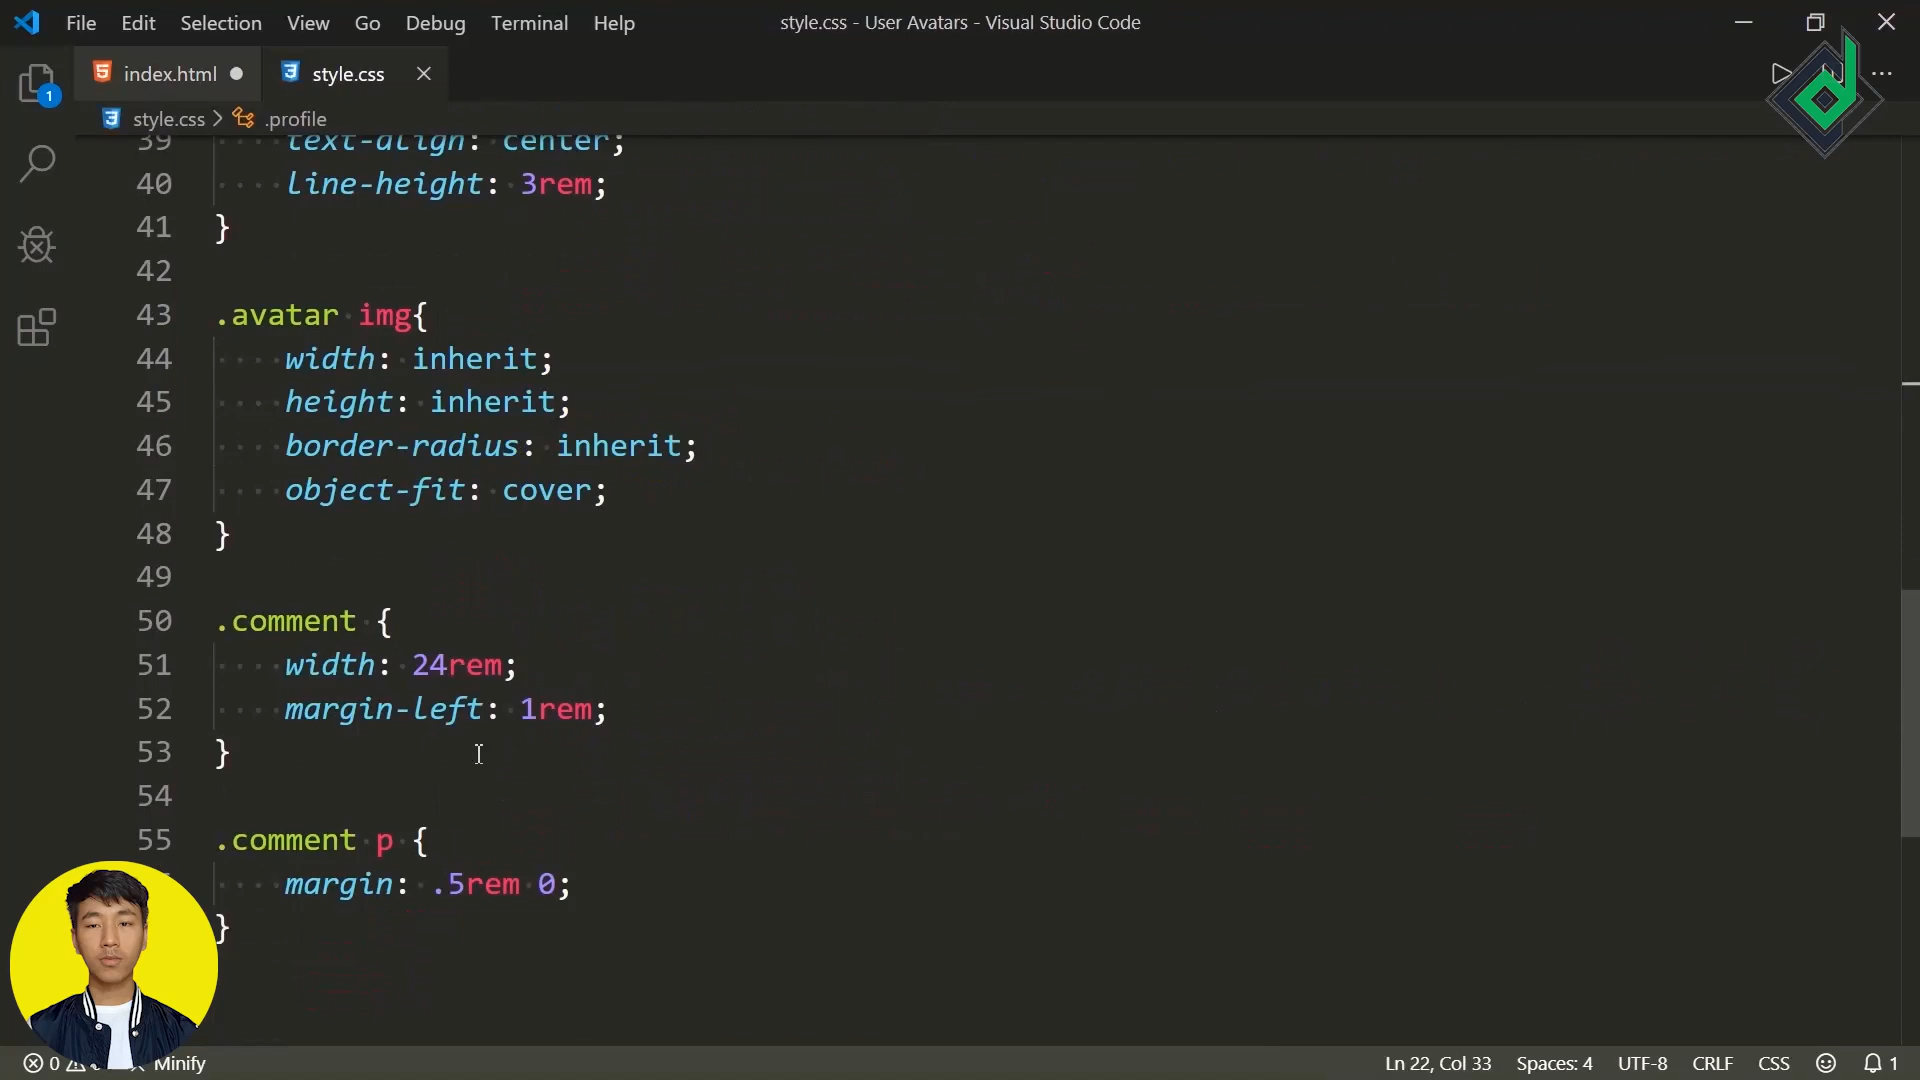 File Edit Selection View Go Debug Terminal Help style.css - User Avatars - Visual Studio Code
index.html style.css
1
style.css > .profile
39 text-align: center;
40 line-height: 3rem;
41 }
42
43 .avatar img{
44 width: inherit;
45 height: inherit;
46 border-radius: inherit;
47 object-fit: cover;
48 }
49
50 .comment {
51 width: 24rem;
52 margin-left: 1rem;
53 }
54
55 .comment p {
margin: .5rem 0;
}
0 Minify Ln 22, Col 33 Spaces: 4 UTF-8 CRLF CSS 1